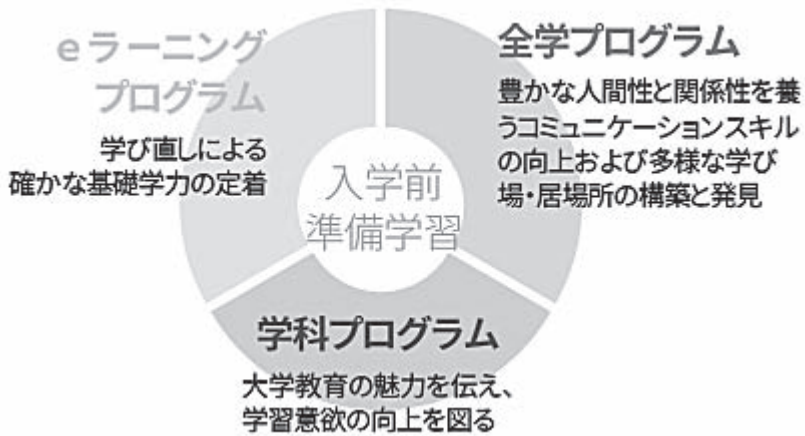 eラーニング
プログラム
学び直しによる
確かな基礎学力の定着
全学プログラム
豊かな人間性と関係性を養
うコミュニケーションスキル
の向上および多様な学び
場・居場所の構築と発見
入学前
準備学習
学科プログラム
大学教育の魅力を伝え、
学習意欲の向上を図る